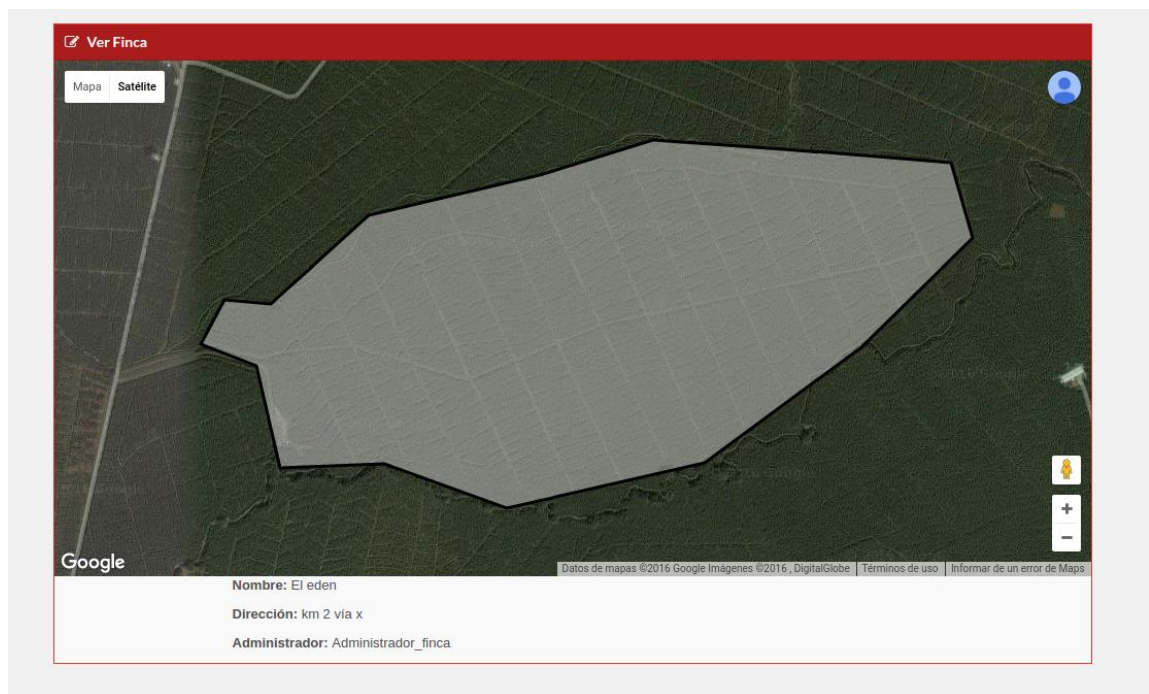 Ver Finca
Mapa Satélite
Google
Datos de mapas ©2016 Google Imágenes ©2016 , DigitalGlobe Términos de uso Informar de un error de Maps
Nombre: El eden
Dirección: km 2 vía x
Administrador: Administrador_finca